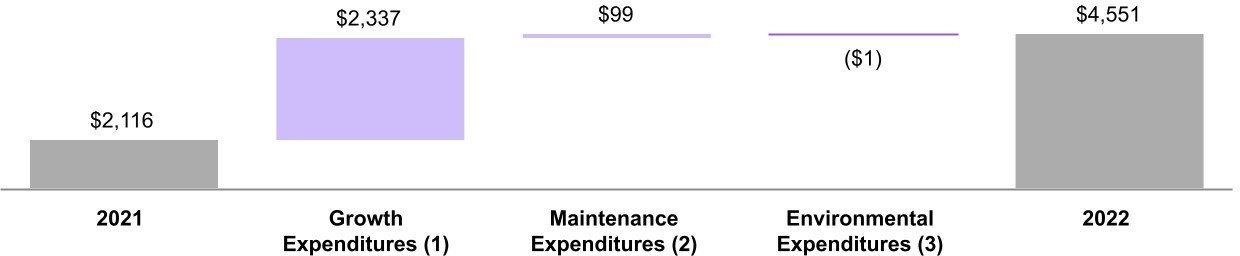 $2,116
$2,337
$99
($1)
$4,551
2021
Growth
Expenditures (1)
Maintenance
Expenditures (2)
Environmental
Expenditures (3)
2022